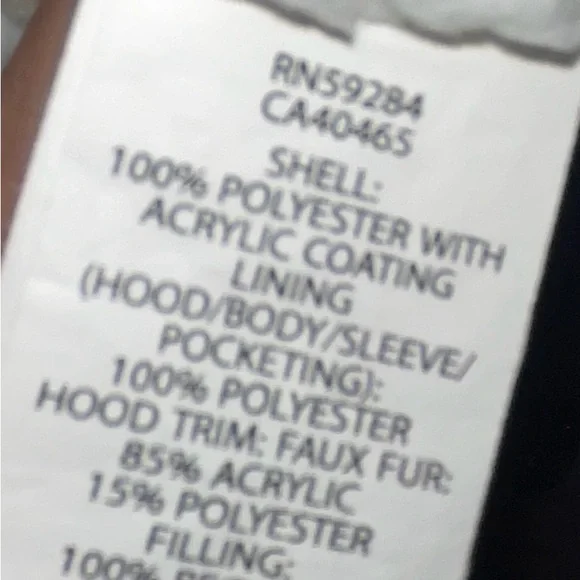 RN59284
CA40465
SHELL:
100% POLYESTER WITH
ACRYLIC COATING
LINING
(HOOD/BODY/SLEEVE/
POCKETING):
100% POLYESTER
HOOD TRIM: FAUX FUR:
85% ACRYLIC
15% POLYESTER
FILLING:
100%